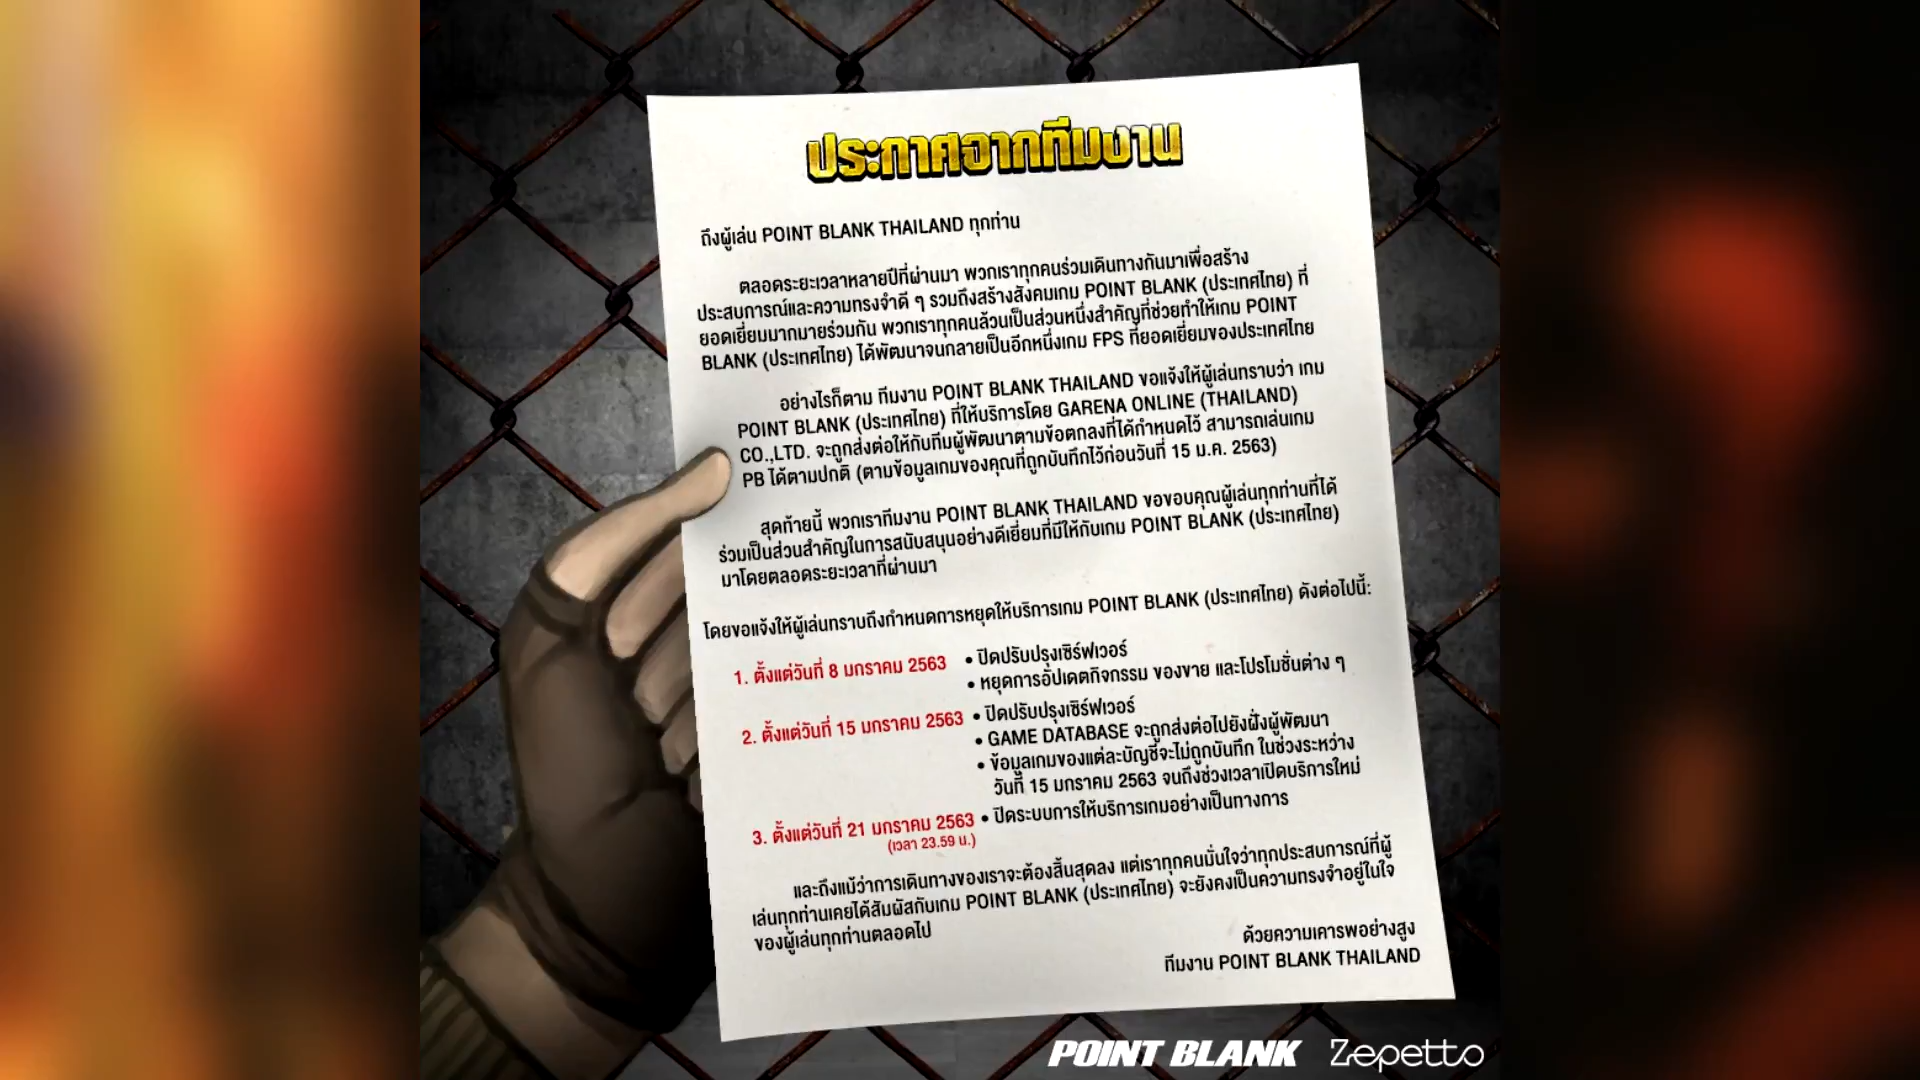 ประกาศจากทีมงาน
ถึงผู้เล่น POINT BLANK THAILAND ทุกท่าน
ตลอดระยะเวลาหลายปีที่ผ่านมา พวกเราทุกคนร่วมเดินทางกันมาเพื่อสร้าง
ประสบการณ์และความทรงจำดี ๆ รวมถึงสร้างสังคมเกม POINT BLANK (ประเทศไทย) ที่
ยอดเยี่ยมมากมายร่วมกัน พวกเราทุกคนล้วนเป็นส่วนหนึ่งสำคัญที่ช่วยทำให้เกม POINT
BLANK (ประเทศไทย) ได้พัฒนาจนกลายเป็นอีกหนึ่งเกม FPS ที่ยอดเยี่ยมของประเทศไทย
อย่างไรก็ตาม ทีมงาน POINT BLANK THAILAND ขอแจ้งให้ผู้เล่นทราบว่า เกม
POINT BLANK (ประเทศไทย) ที่ให้บริการโดย GARENA ONLINE (THAILAND)
CO.,LTD. จะถูกส่งต่อให้กับทีมผู้พัฒนาตามข้อตกลงที่ได้กำหนดไว้ สามารถเล่นเกม
PB ได้ตามปกติ (ตามข้อมูลเกมของคุณที่ถูกบันทึกไว้ก่อนวันที่ 15 ม.ค. 2563)
สุดท้ายนี้ พวกเราทีมงาน POINT BLANK THAILAND ขอขอบคุณผู้เล่นทุกท่านที่ได้
ร่วมเป็นส่วนสำคัญในการสนับสนุนอย่างดีเยี่ยมที่มีให้กับเกม POINT BLANK (ประเทศไทย)
มาโดยตลอดระยะเวลาที่ผ่านมา
โดยขอแจ้งให้ผู้เล่นทราบถึงกำหนดการหยุดให้บริการเกม POINT BLANK (ประเทศไทย) ดังต่อไปนี้:
1. ตั้งแต่วันที่ 8 มกราคม 2563 • ปิดปรับปรุงเซิร์ฟเวอร์
• หยุดการอัปเดตกิจกรรม ของขาย และโปรโมชั่นต่าง ๆ
2. ตั้งแต่วันที่ 15 มกราคม 2563 • ปิดปรับปรุงเซิร์ฟเวอร์
• GAME DATABASE จะถูกส่งต่อไปยังฝั่งผู้พัฒนา
• ข้อมูลเกมของแต่ละบัญชีจะไม่ถูกบันทึก ในช่วงระหว่าง
วันที่ 15 มกราคม 2563 จนถึงช่วงเวลาเปิดบริการใหม่
3. ตั้งแต่วันที่ 21 มกราคม 2563 • ปิดระบบการให้บริการเกมอย่างเป็นทางการ
(เวลา 23.59 น.)
และถึงแม้ว่าการเดินทางของเราจะต้องสิ้นสุดลง แต่เราทุกคนมั่นใจว่าทุกประสบการณ์ที่ผู้
เล่นทุกท่านเคยได้สัมผัสกับเกม POINT BLANK (ประเทศไทย) จะยังคงเป็นความทรงจำอยู่ในใจ
ของผู้เล่นทุกท่านตลอดไป
ด้วยความเคารพอย่างสูง
ทีมงาน POINT BLANK THAILAND
POINT BLANK Zepetto